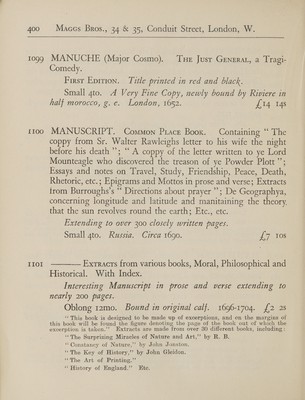 400 MAGGS BROS., 34 & 35, Conduit Street, London, W.
1099 MANUCHE (Major Cosmo). THE JUST GENERAL, a Tragi-
Comedy.
FIRST EDITION. Title printed in red and black.
Small 4to. A Very Fine Copy, newly bound by Riviere in
half morocco, g. e. London, 1652. £14 14s
1100 MANUSCRIPT. COMMON PLACE BOOK. Containing "The
coppy from Sr. Walter Rawleighs letter to his wife the night
before his death"; "A coppy of the letter written to ye Lord
Mounteagle who discovered the treason of ye Powder Plott";
Essays and notes on Travel, Study, Friendship, Peace, Death,
Rhetoric, etc.; Epigrams and Mottos in prose and verse; Extracts
from Burroughs's "Directions about prayer"; De Geographya,
concerning longitude and latitude and manitaining the theory,
that the sun revolves round the earth; Etc., etc.
Extending to over 300 closely written pages.
Small 4to. Russia. Circa 1690. £7 10s
1101 ——— EXTRACTS from various books, Moral, Philosophical and
Historical. With Index.
Interesting Manuscript in prose and verse extending to
nearly 200 pages.
Oblong 12mo. Bound in original calf. 1696-1704. £2 2s
"This book is designed to be made up of excerptions, and on the margins of
this book will be found the figure denoting the page of the book out of which the
exerption is taken." Extracts are made from over 30 different books, including:
"The Surprizing Miracles of Nature and Art," by R. B.
"Constancy of Nature," by John Jonston.
"The Key of History," by John Gleidon.
"The Art of Printing."
"History of England." Etc.